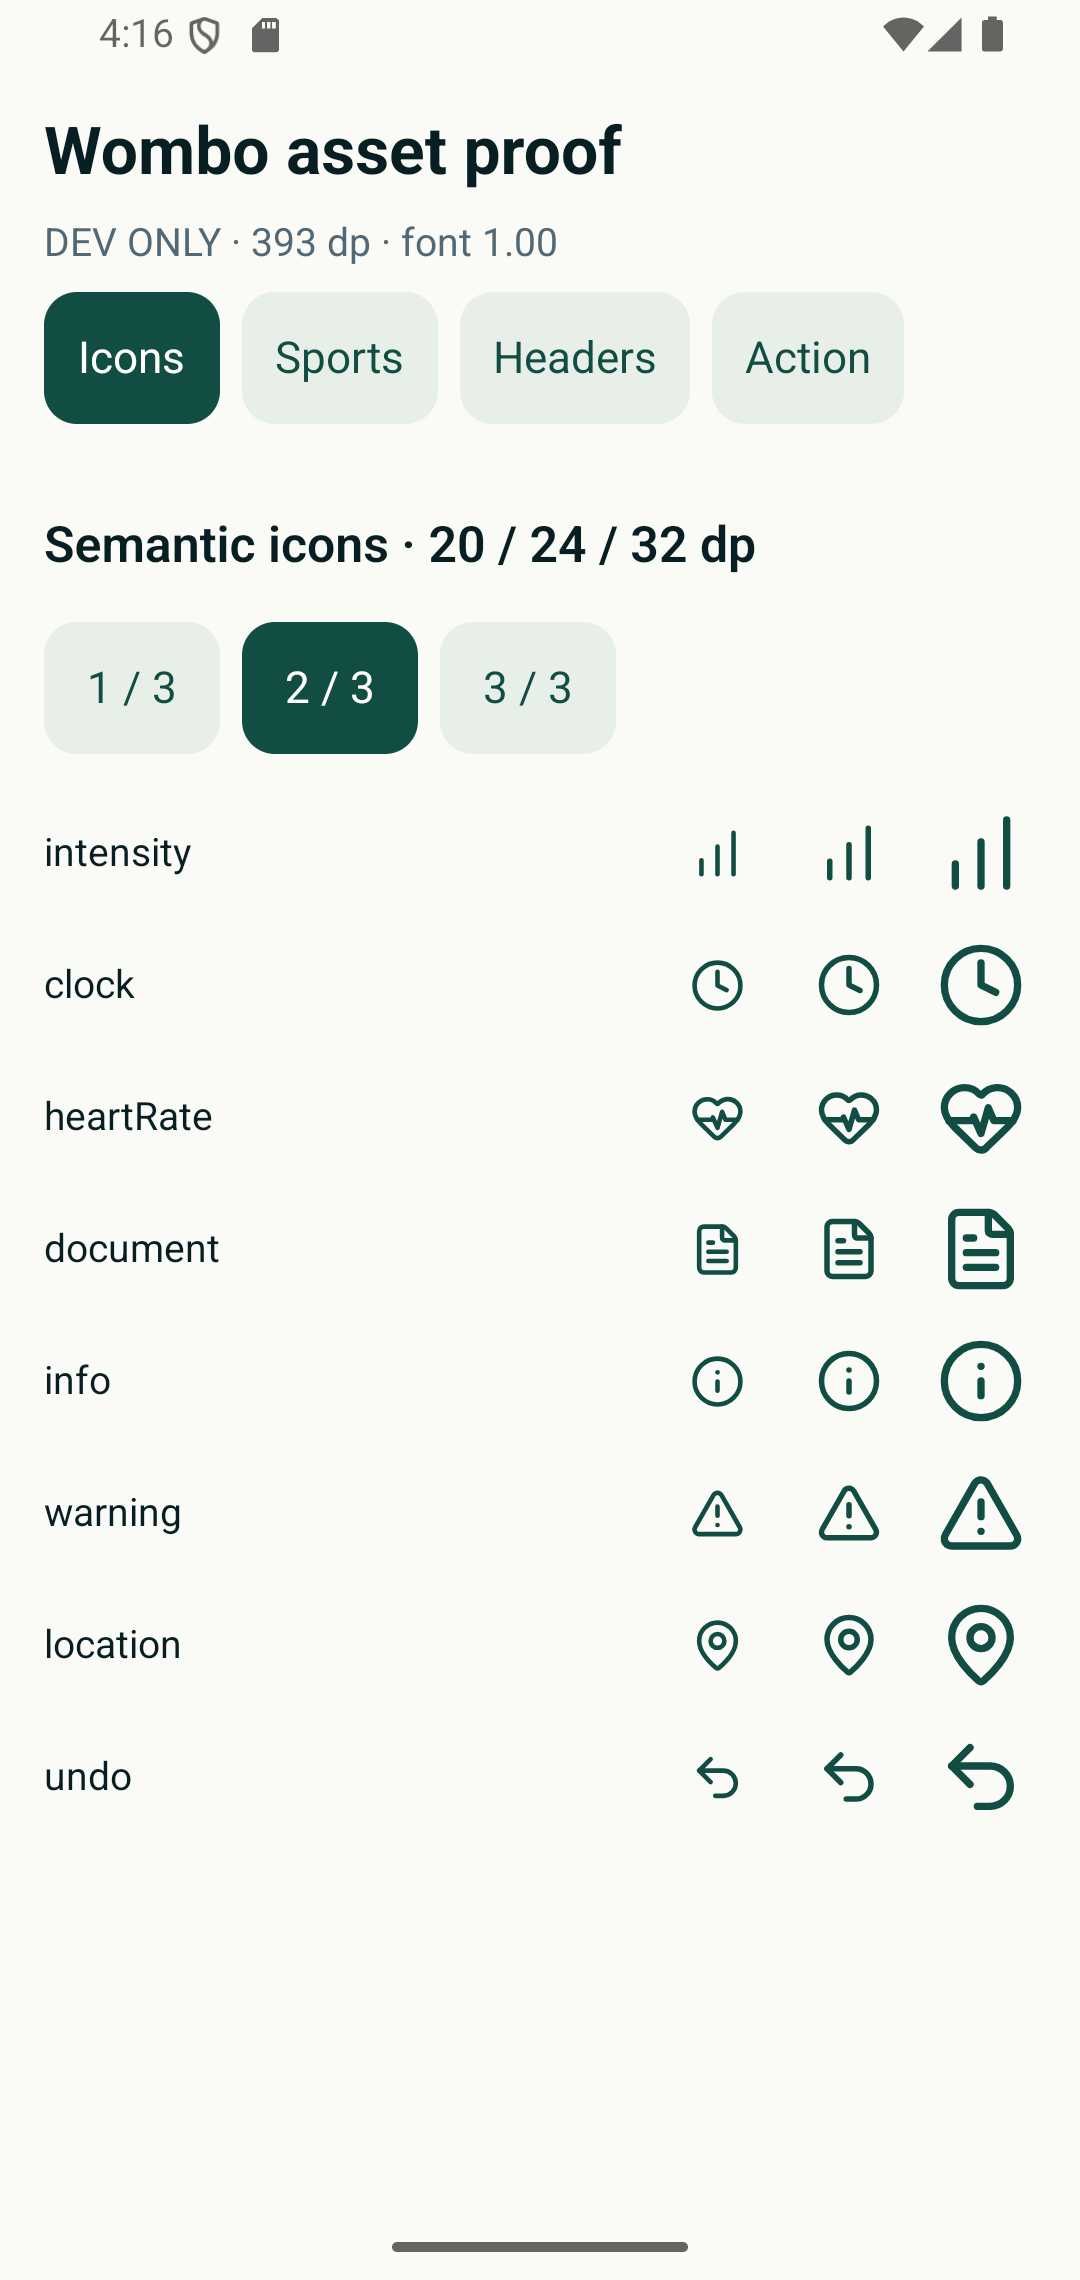 4:16
Wombo asset proof
DEV ONLY · 393 dp · font 1.00
Icons Sports Headers Action
Semantic icons · 20 / 24 / 32 dp
1 / 3 2 / 3 3 / 3
intensity
clock
heartRate
document
info
warning
location
undo